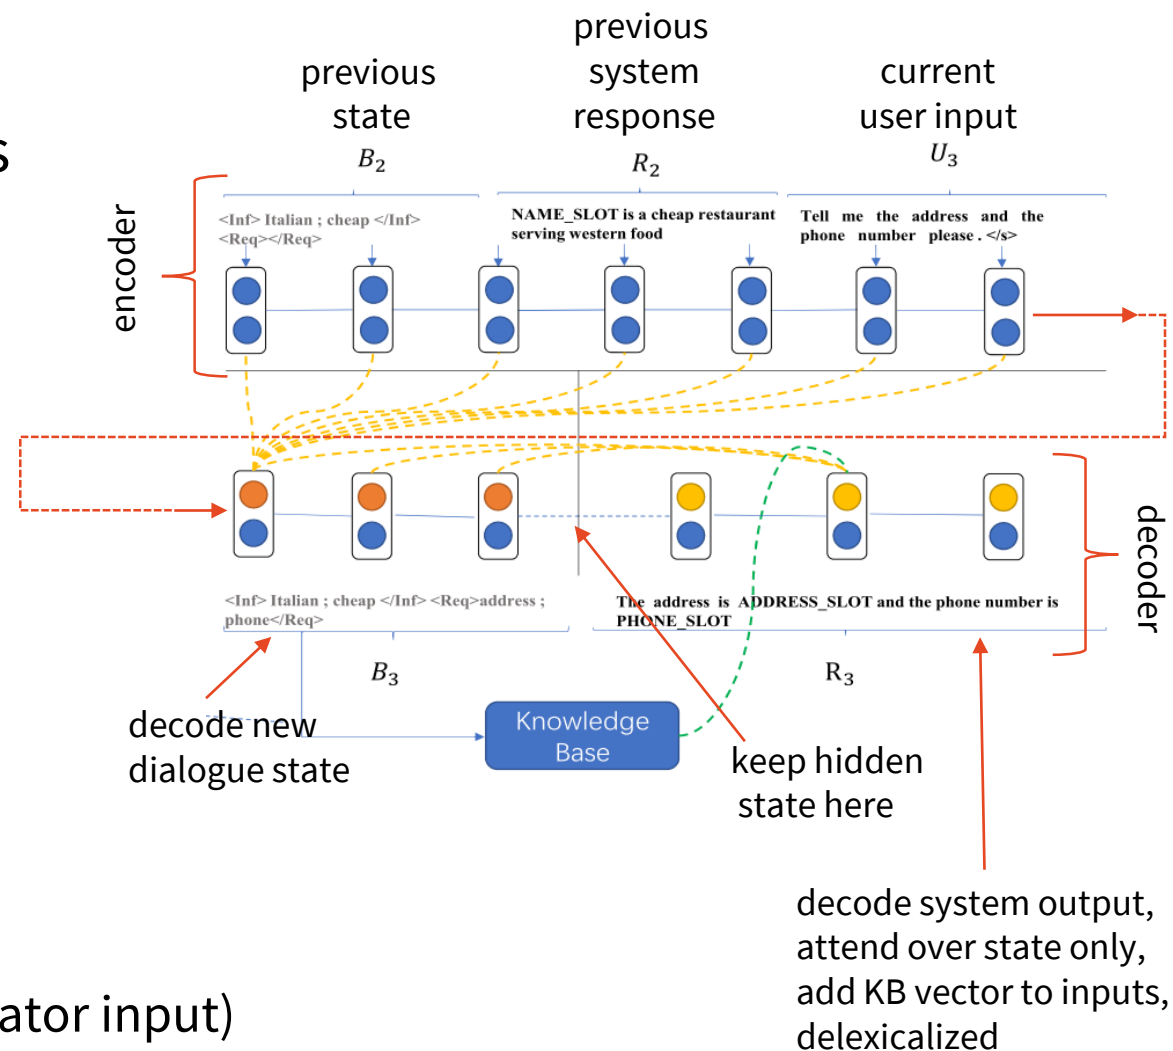 previous
state
previous
system
response
current
user input
s
B₂
R₂
U₃
encoder
<Inf> Italian ; cheap </Inf>
<Req></Req>
NAME_SLOT is a cheap restaurant
serving western food
Tell me the address and the
phone number please . </s>
decoder
<Inf> Italian ; cheap </Inf> <Req>address ;
phone</Req>
The address is ADDRESS_SLOT and the phone number is
PHONE_SLOT
B₃
R₃
decode new
dialogue state
Knowledge
Base
keep hidden
state here
decode system output,
attend over state only,
add KB vector to inputs,
delexicalized
ator input)